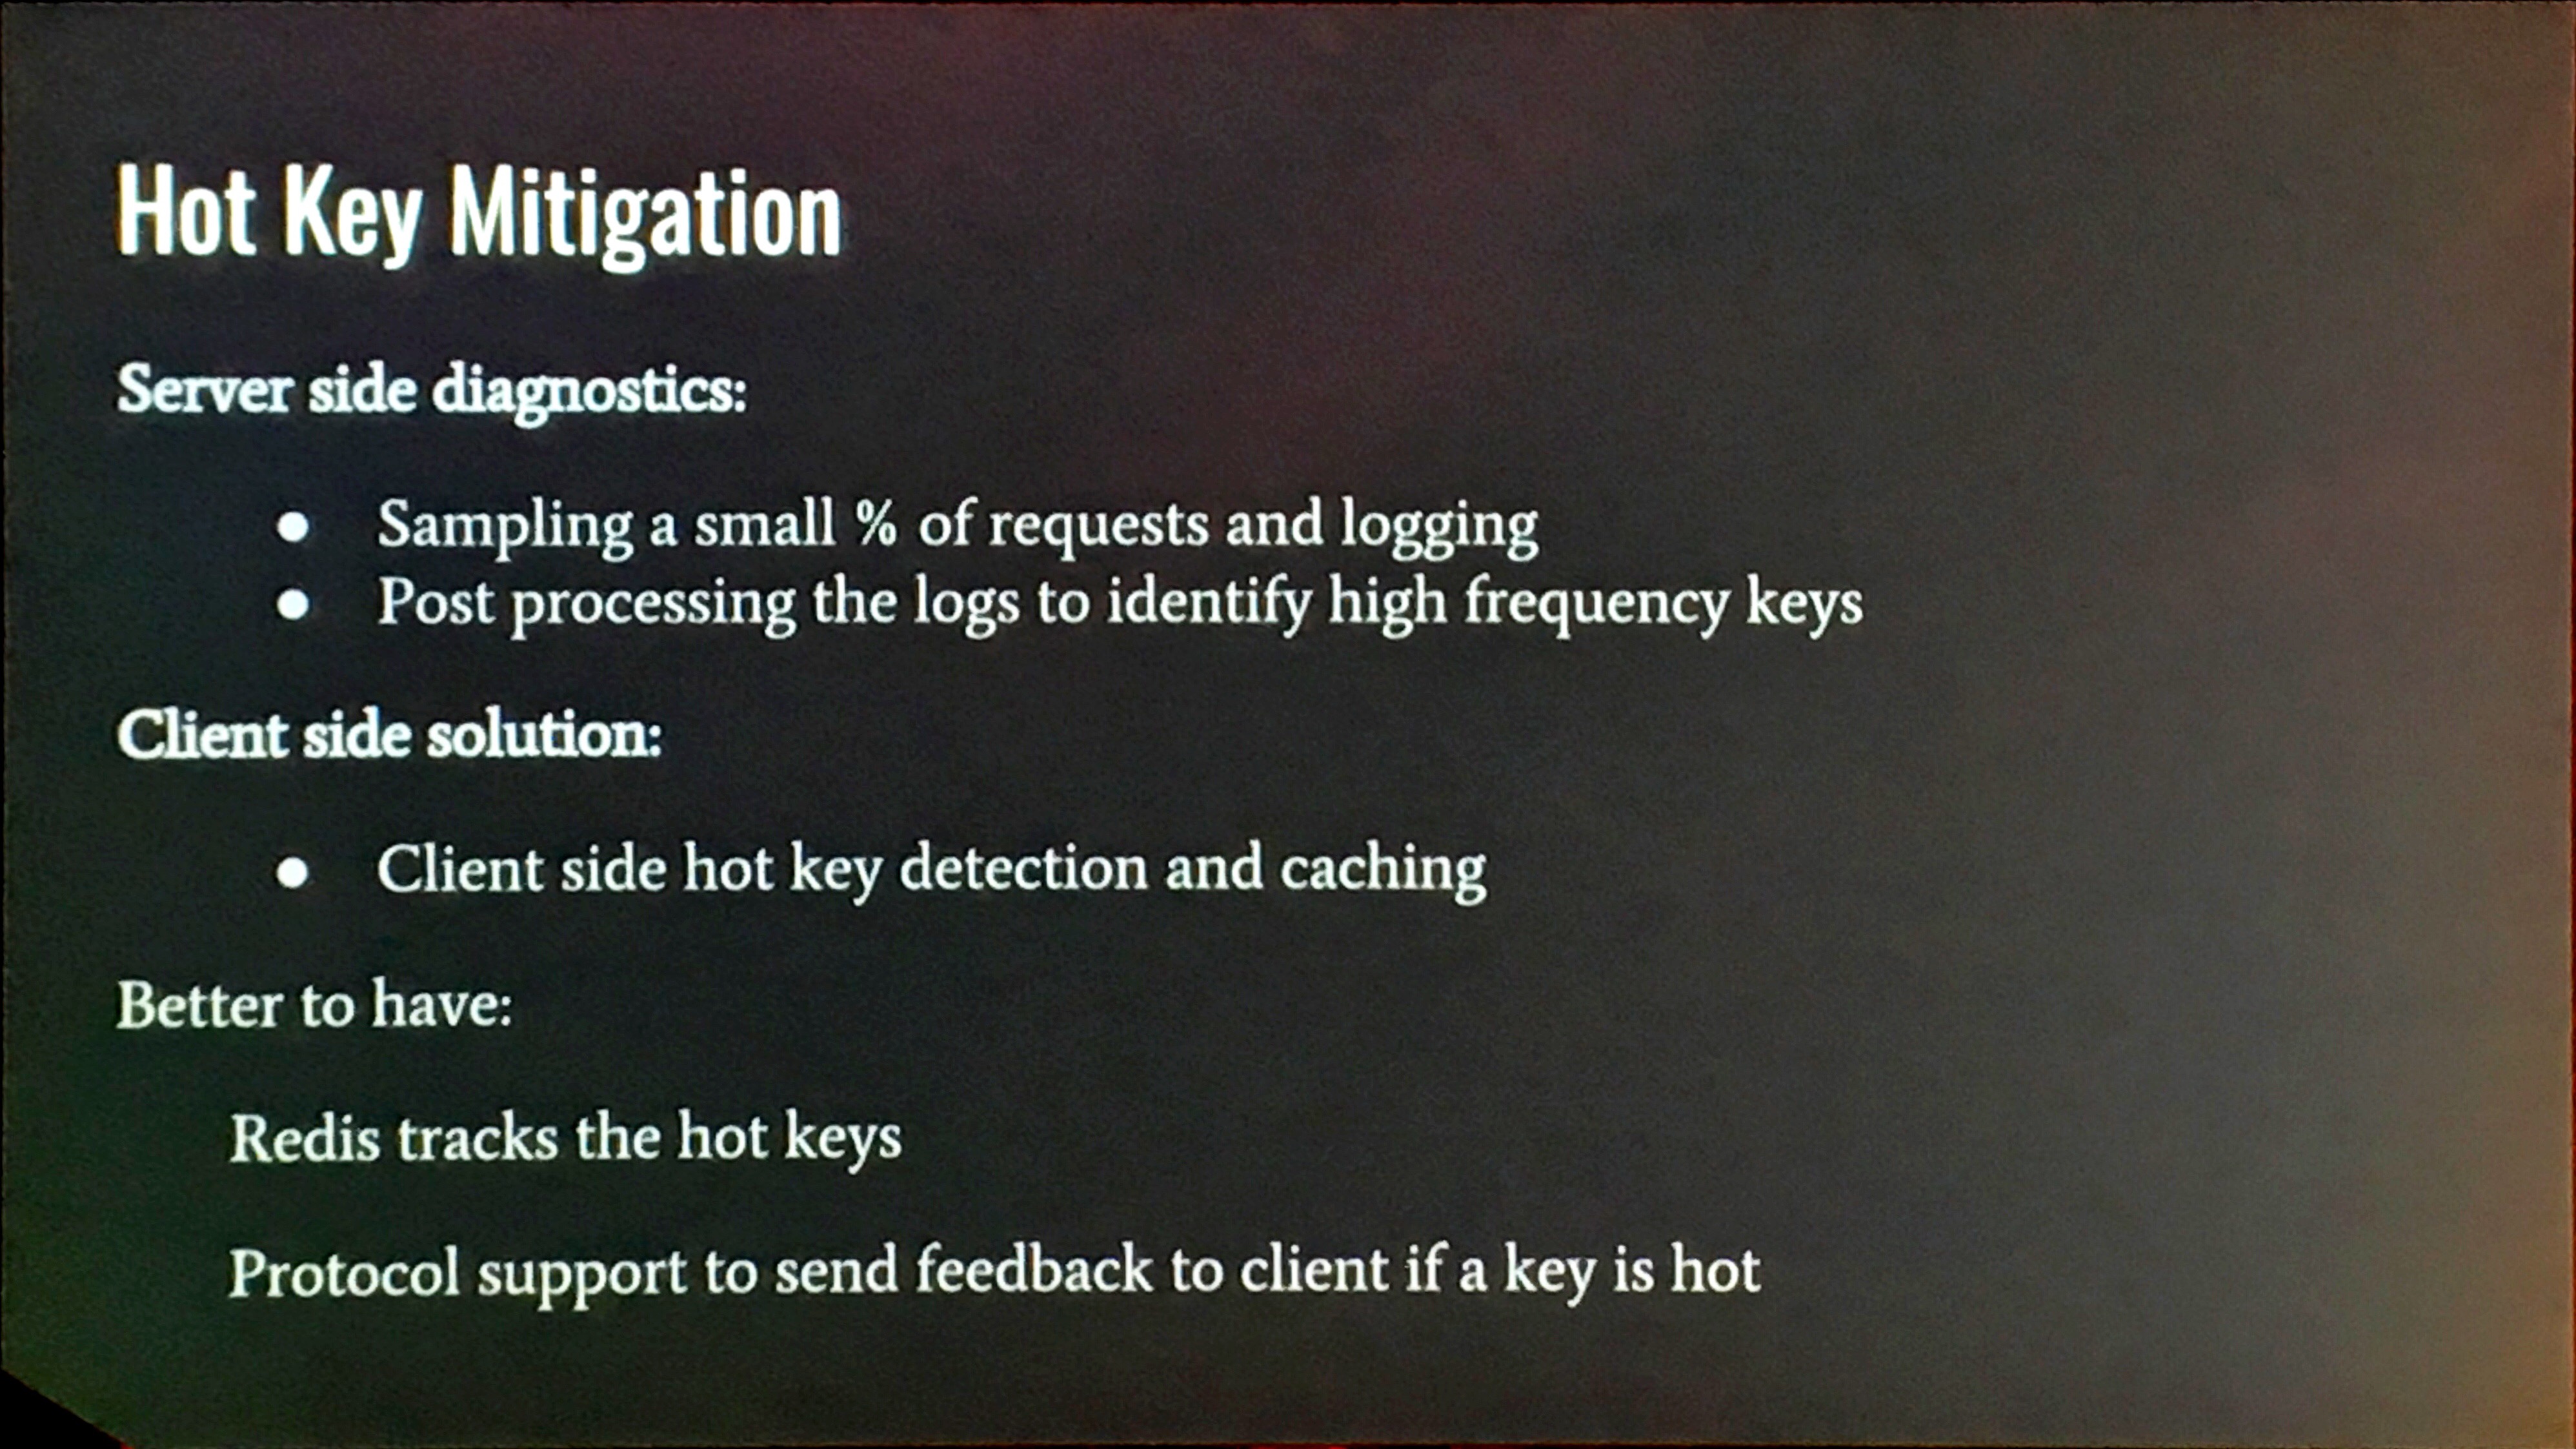 Hot Key Mitigation
Server side diagnostics:
● Sampling a small % of requests and logging
● Post processing the logs to identify high frequency keys
Client side solution:
● Client side hot key detection and caching
Better to have:
Redis tracks the hot keys
Protocol support to send feedback to client if a key is hot